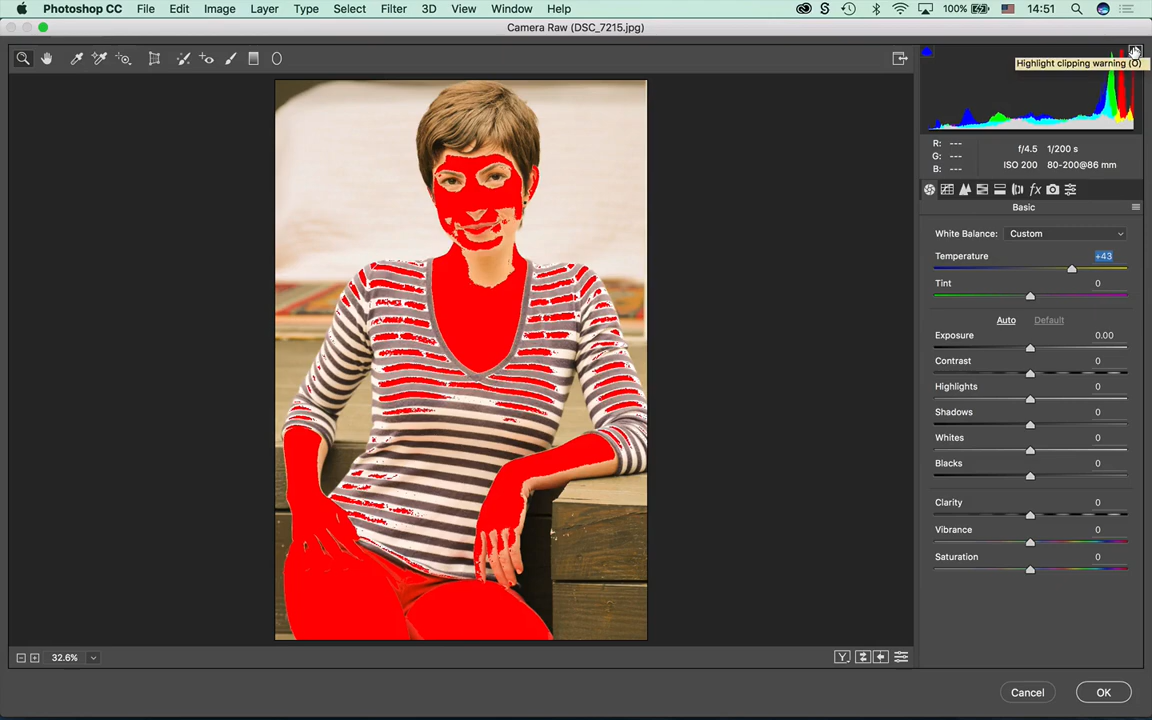 Photoshop CC File Edit Image Layer Type Select Filter 3D View Window Help 100% 14:51
Camera Raw (DSC_7215.jpg)
Highlight clipping warning (O)
R: ---
G: ---
B: ---
f/4.5 1/200 s
ISO 200 80-200@86 mm
fx
Basic
White Balance: Custom
Temperature +43
Tint 0
Auto Default
Exposure 0.00
Contrast 0
Highlights 0
Shadows 0
Whites 0
Blacks 0
Clarity 0
Vibrance 0
Saturation 0
32.6% Y
Cancel OK